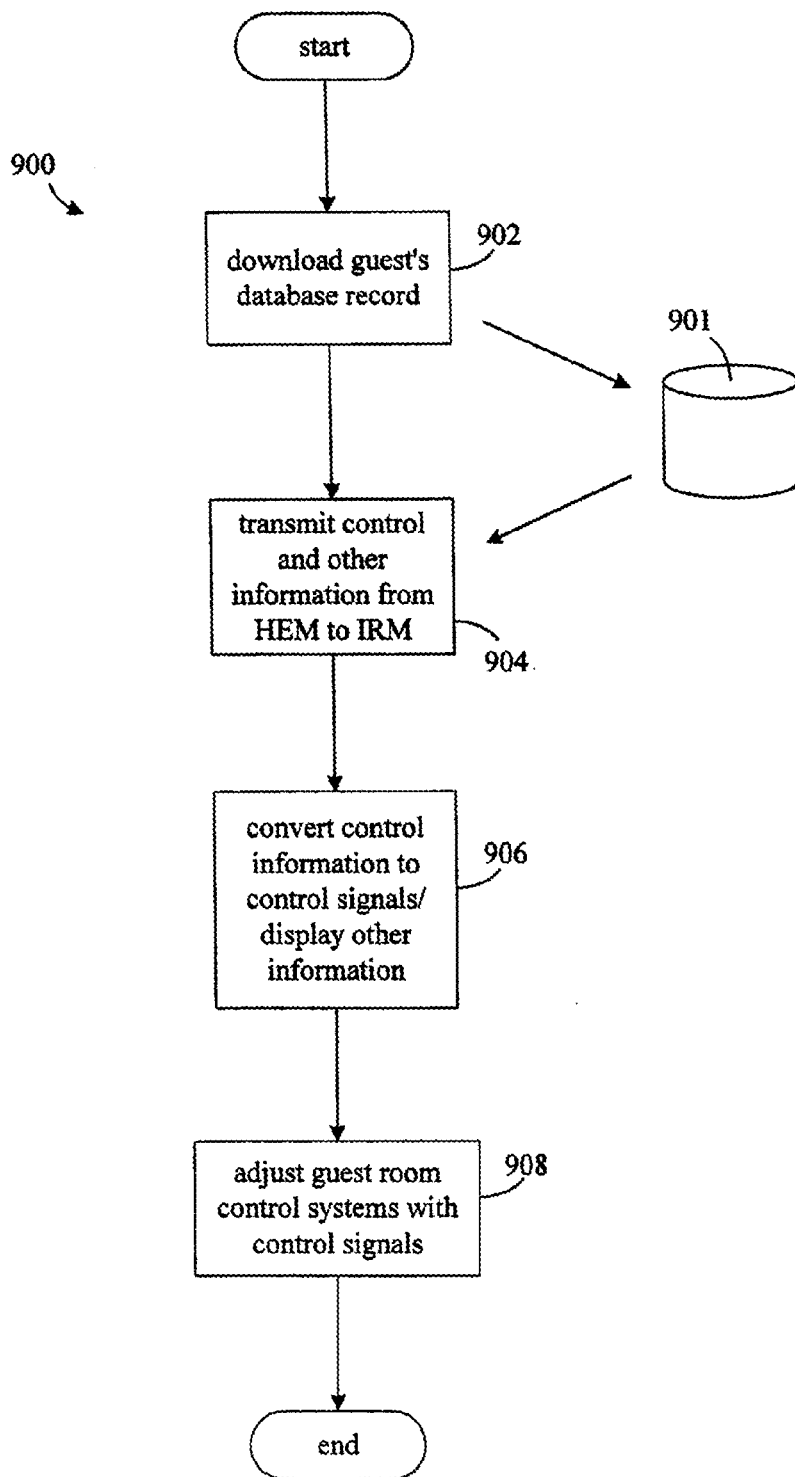 start
900
902
download guest's
database record
901
transmit control
and other
information from
HEM to IRM
904
convert control
information to
control signals/
display other
information
906
908
adjust guest room
control systems with
control signals
end